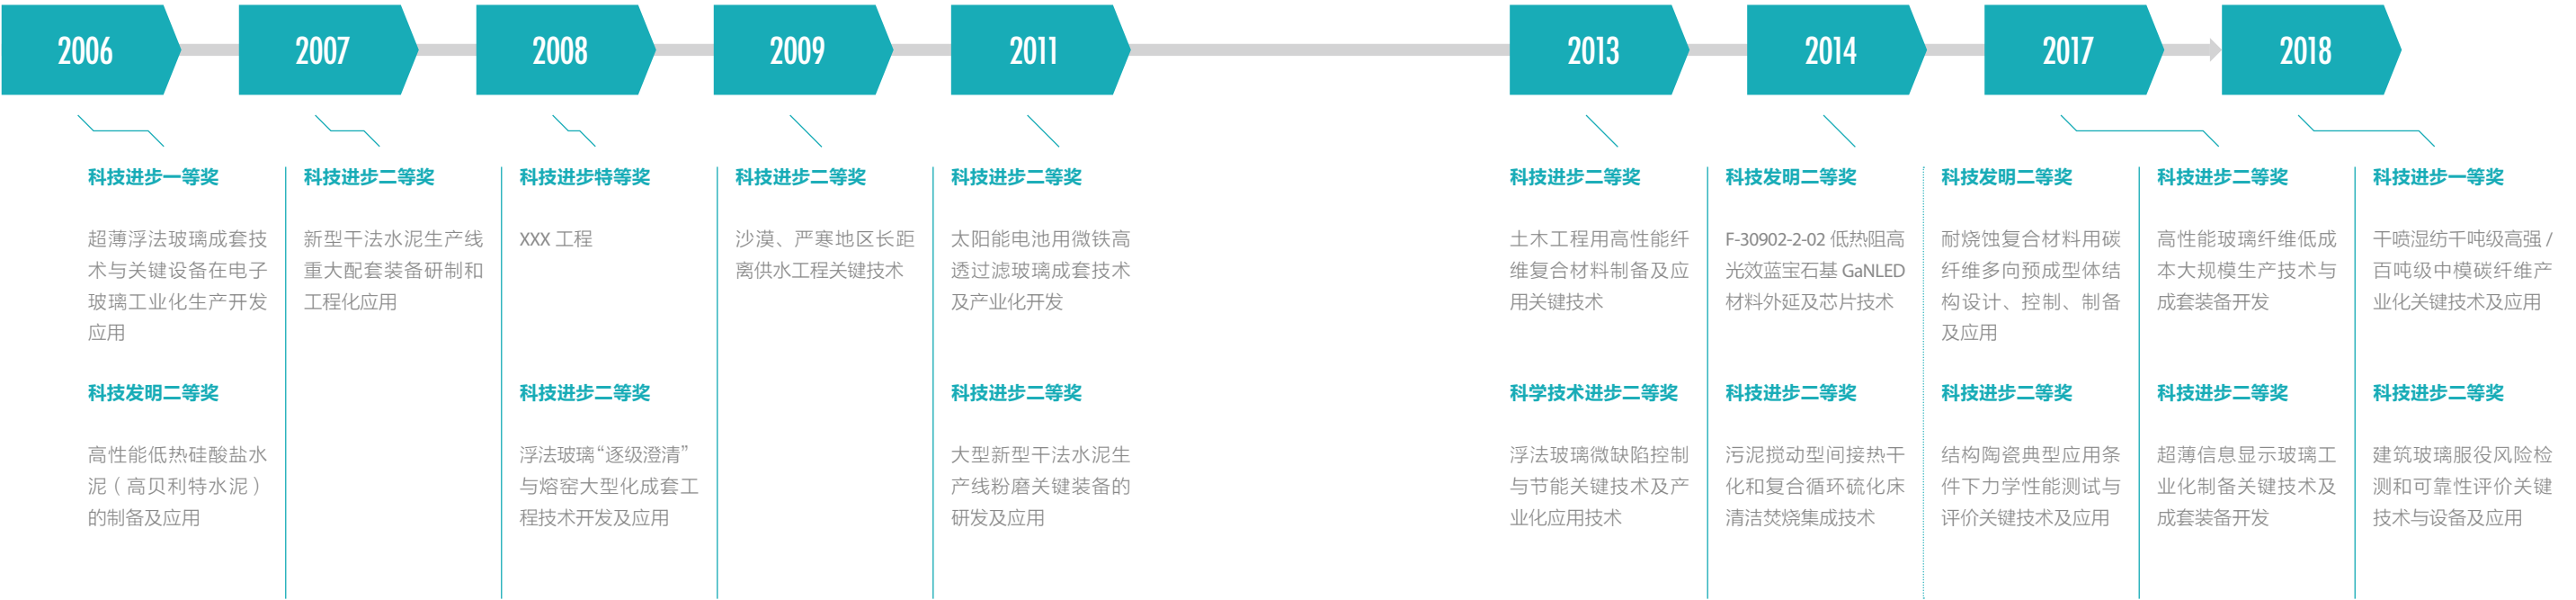 2006
2007
2008
2009
2011
2013
2014
2017
2018
科技进步一等奖
超薄浮法玻璃成套技
术与关键设备在电子
玻璃工业化生产开发
应用
科技发明二等奖
高性能低热硅酸盐水
泥（高贝利特水泥）
的制备及应用
科技进步二等奖
新型干法水泥生产线
重大配套装备研制和
工程化应用
科技进步特等奖
XXX 工程
科技进步二等奖
浮法玻璃“逐级澄清”
与熔窑大型化成套工
程技术开发及应用
科技进步二等奖
沙漠、严寒地区长距
离供水工程关键技术
科技进步二等奖
太阳能电池用微铁高
透过滤玻璃成套技术
及产业化开发
科技进步二等奖
大型新型干法水泥生
产线粉磨关键装备的
研发及应用
科技进步二等奖
土木工程用高性能纤
维复合材料制备及应
用关键技术
科学技术进步二等奖
浮法玻璃微缺陷控制
与节能关键技术及产
业化应用技术
科技发明二等奖
F-30902-2-02 低热阻高
光效蓝宝石基 GaNLED
材料外延及芯片技术
科技进步二等奖
污泥搅动型间接热干
化和复合循环硫化床
清洁焚烧集成技术
科技发明二等奖
耐烧蚀复合材料用碳
纤维多向预成型体结
构设计、控制、制备
及应用
科技进步二等奖
结构陶瓷典型应用条
件下力学性能测试与
评价关键技术及应用
科技进步二等奖
高性能玻璃纤维低成
本大规模生产技术与
成套装备开发
科技进步二等奖
超薄信息显示玻璃工
业化制备关键技术及
成套装备开发
科技进步一等奖
干喷湿纺干吨级高强 /
百吨级中模碳纤维产
业化关键技术及应用
科技进步二等奖
建筑玻璃服役风险检
测和可靠性评价关键
技术与设备及应用